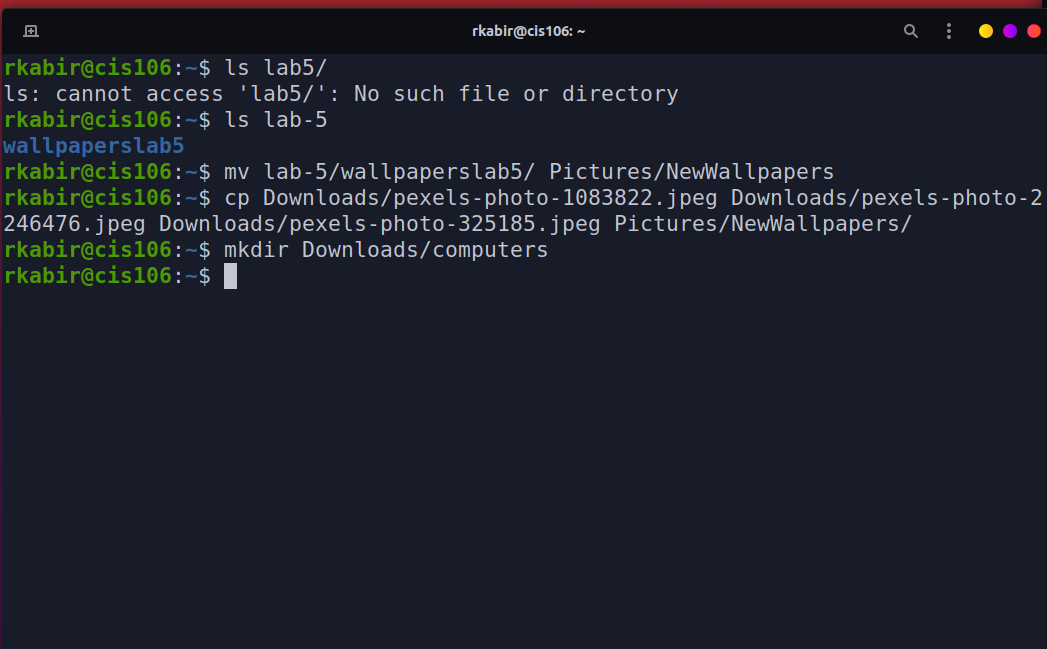 rkabir@cis106: ~
rkabir@cis106:~$ ls lab5/
ls: cannot access 'lab5/': No such file or directory
rkabir@cis106:~$ ls lab-5
wallpaperslab5
rkabir@cis106:~$ mv lab-5/wallpaperslab5/ Pictures/NewWallpapers
rkabir@cis106:~$ cp Downloads/pexels-photo-1083822.jpeg Downloads/pexels-photo-2
246476.jpeg Downloads/pexels-photo-325185.jpeg Pictures/NewWallpapers/
rkabir@cis106:~$ mkdir Downloads/computers
rkabir@cis106:~$